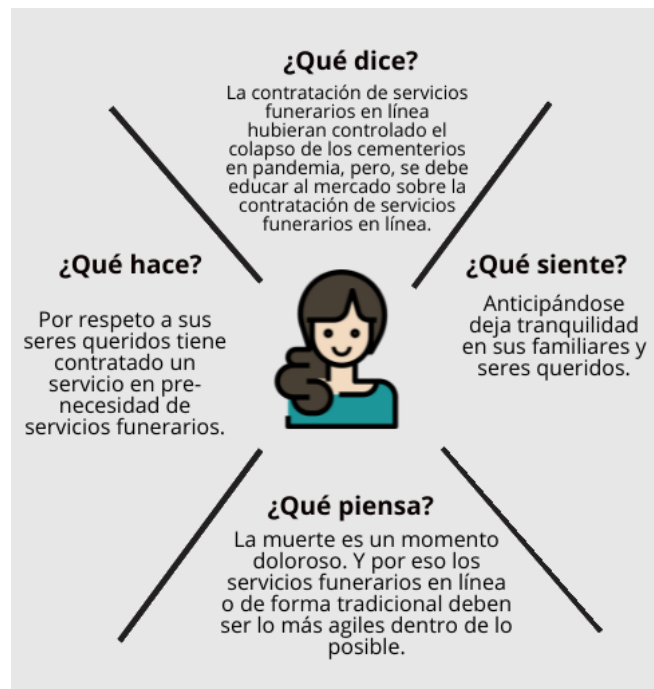 ¿Qué dice?
La contratación de servicios
funerarios en línea
hubieran controlado el
colapso de los cementerios
en pandemia, pero, se debe
educar al mercado sobre la
contratación de servicios
funerarios en línea.
¿Qué hace?
Por respeto a sus
seres queridos tiene
contratado un
servicio en pre-
necesidad de
servicios funerarios.
¿Qué siente?
Anticipándose
deja tranquilidad
en sus familiares y
seres queridos.
¿Qué piensa?
La muerte es un momento
doloroso. Y por eso los
servicios funerarios en línea
o de forma tradicional deben
ser lo más agiles dentro de lo
posible.